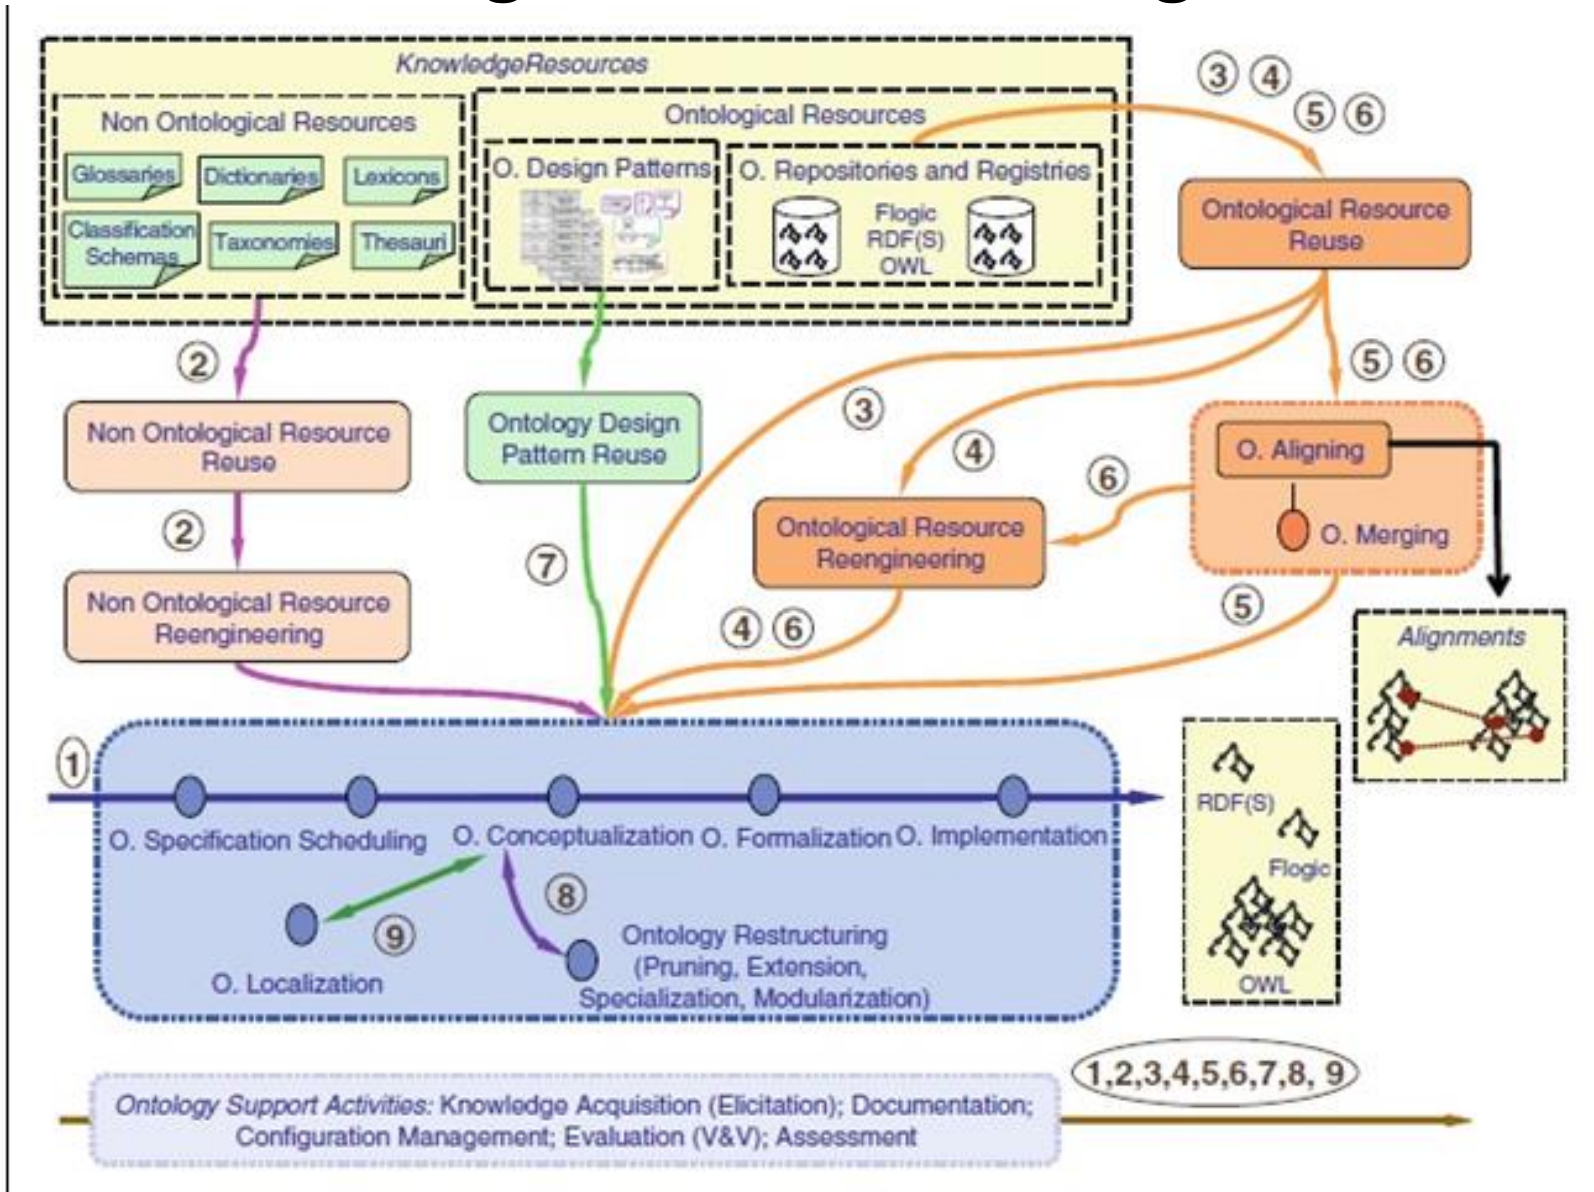 KnowledgeResources
Non Ontological Resources
Glossaries
Dictionaries
Lexicons
Classification
Schemas
Taxonomies
Thesauri
Ontological Resources
O. Design Patterns
O. Repositories and Registries
Flogic
RDF(S)
OWL
3 4
5 6
Ontological Resource
Reuse
2
Non Ontological Resource
Reuse
2
Non Ontological Resource
Reengineering
Ontology Design
Pattern Reuse
7
3
4
5 6
O. Aligning
O. Merging
6
Ontological Resource
Reengineering
4 6
5
Alignments
1
O. Specification Scheduling
O. Conceptualization
O. Formalization
O. Implementation
8
9
O. Localization
Ontology Restructuring
(Pruning, Extension,
Specialization, Modularization)
RDF(S)
Flogic
OWL
1,2,3,4,5,6,7,8, 9
Ontology Support Activities: Knowledge Acquisition (Elicitation); Documentation;
Configuration Management; Evaluation (V&V); Assessment